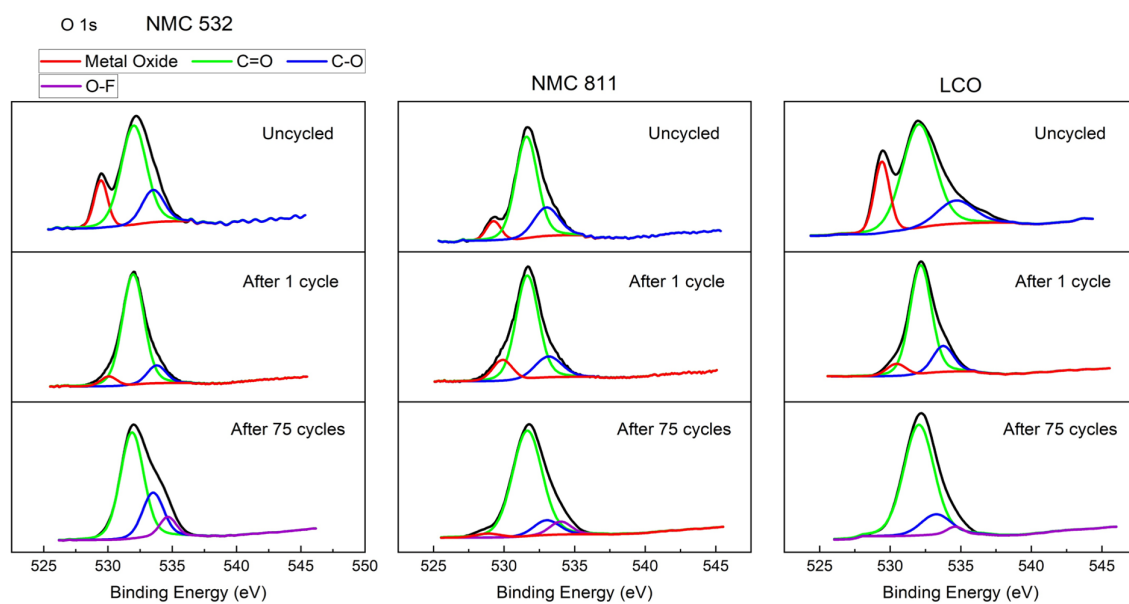 O 1s NMC 532
Metal Oxide C=O C-O
O-F
NMC 811
LCO
Uncycled
Uncycled
Uncycled
After 1 cycle
After 1 cycle
After 1 cycle
After 75 cycles
After 75 cycles
After 75 cycles
525 530 535 540 545 550
525 530 535 540 545
525 530 535 540 545
Binding Energy (eV)
Binding Energy (eV)
Binding Energy (eV)